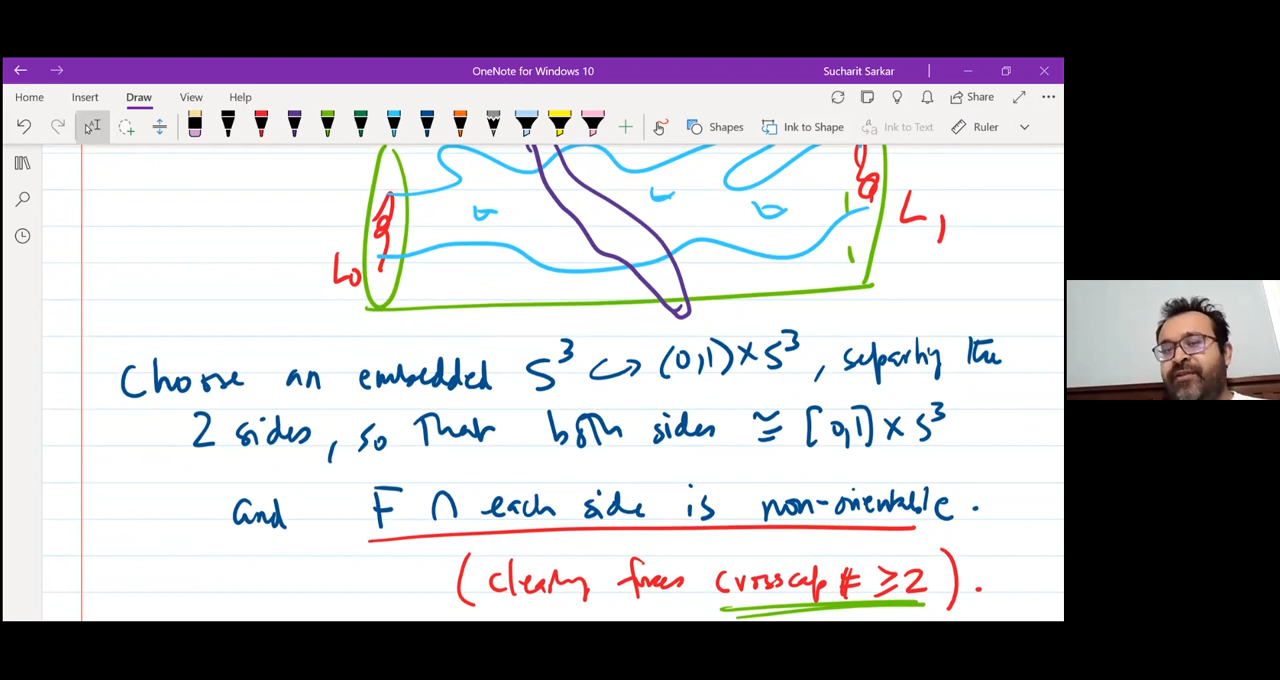 OneNote for Windows 10
Sucharit Sarkar
Home Insert Draw View Help
Share
Shapes Ink to Shape Ink to Text Ruler
L0
L1
Choose an embedded S³ ↪ (0,1)×S³, separating the
2 sides, so that both sides ≅ [0,1]×S³
and F ∩ each side is non-orientable.
(clearly forces crosscap # ≥2).